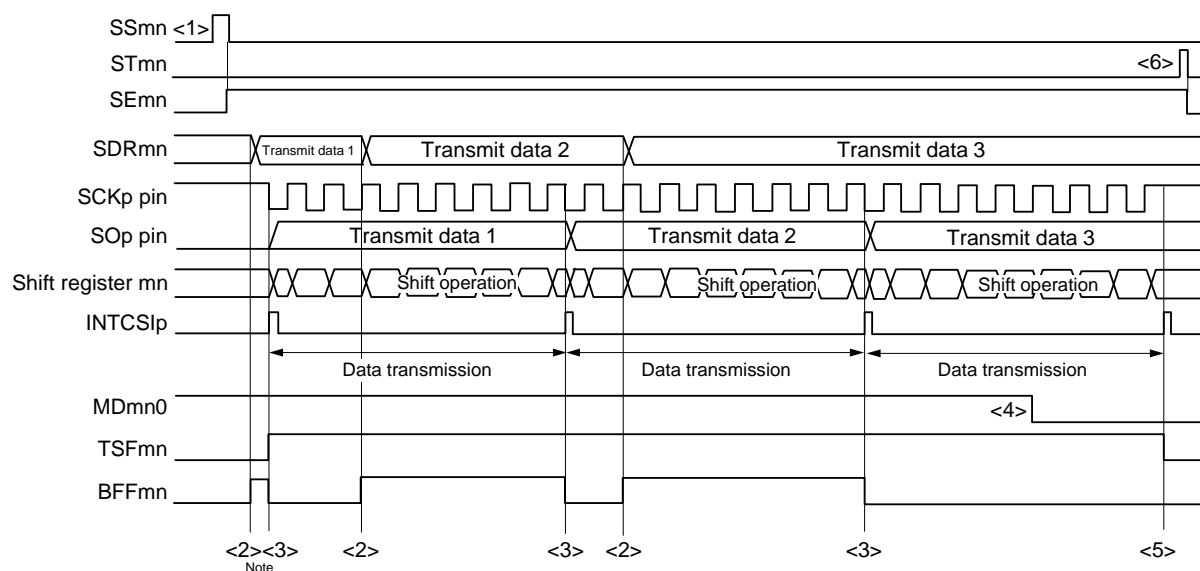 SSmn <1>
STmn <6>
SEmn
SDRmn Transmit data 1 Transmit data 2 Transmit data 3
SCKp pin
SOp pin Transmit data 1 Transmit data 2 Transmit data 3
Shift register mn Shift operation Shift operation Shift operation
INTCSIp
Data transmission Data transmission Data transmission
MDmn0 <4>
TSFmn
BFFmn
<2><3> <2> <3> <2> <3> <5>
Note